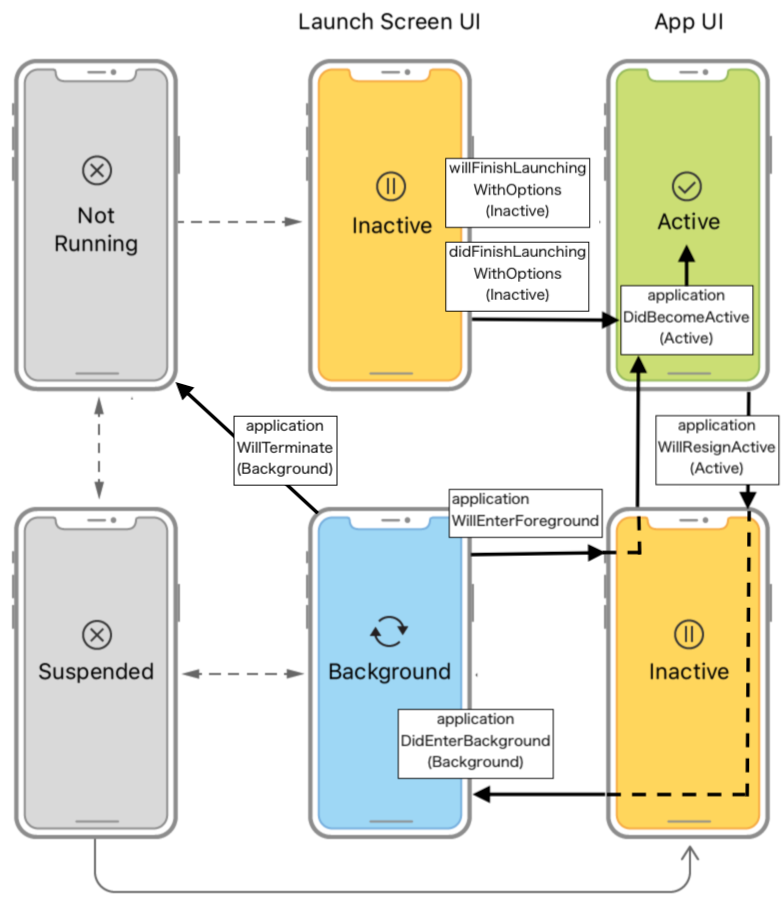 Launch Screen UI
App UI
Not
Running
Inactive
willFinishLaunching
WithOptions
(Inactive)
didFinishLaunching
WithOptions
(Inactive)
Active
application
DidBecomeActive
(Active)
application
WillTerminate
(Background)
application
WillResignActive
(Active)
application
WillEnterForeground
Suspended
Background
Inactive
application
DidEnterBackground
(Background)